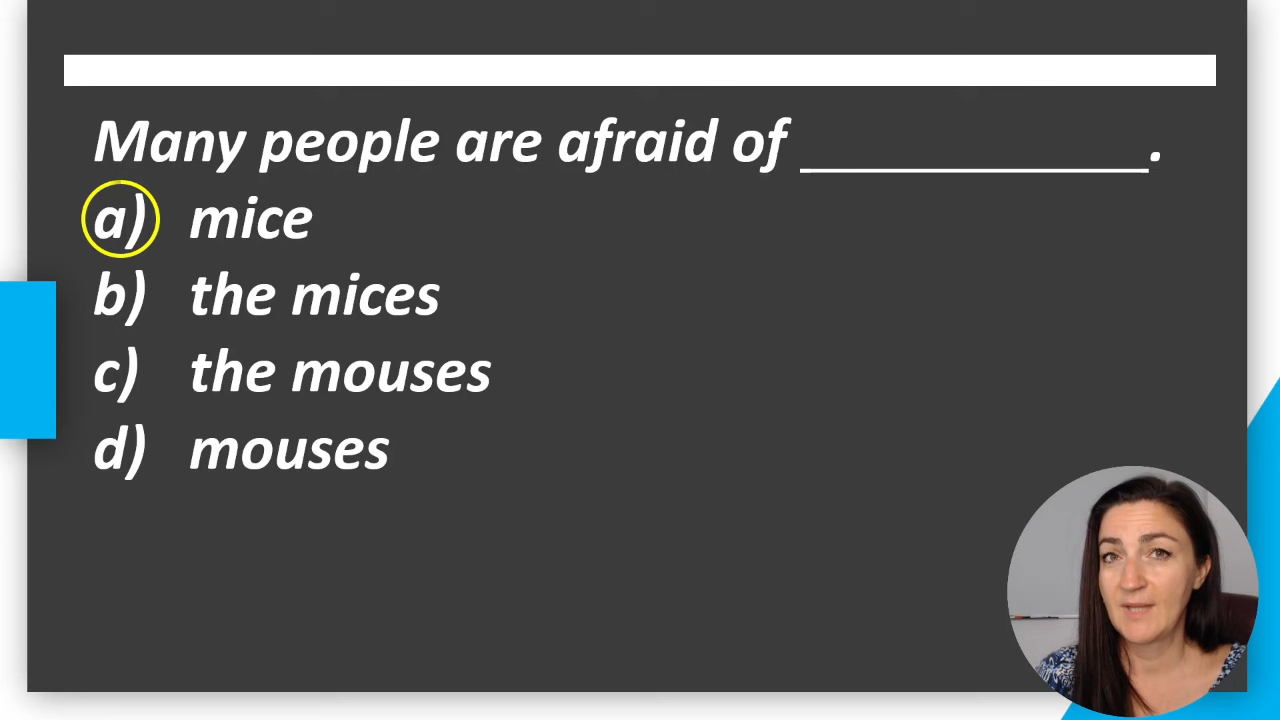 Many people are afraid of ____________.
a) mice
b) the mices
c) the mouses
d) mouses